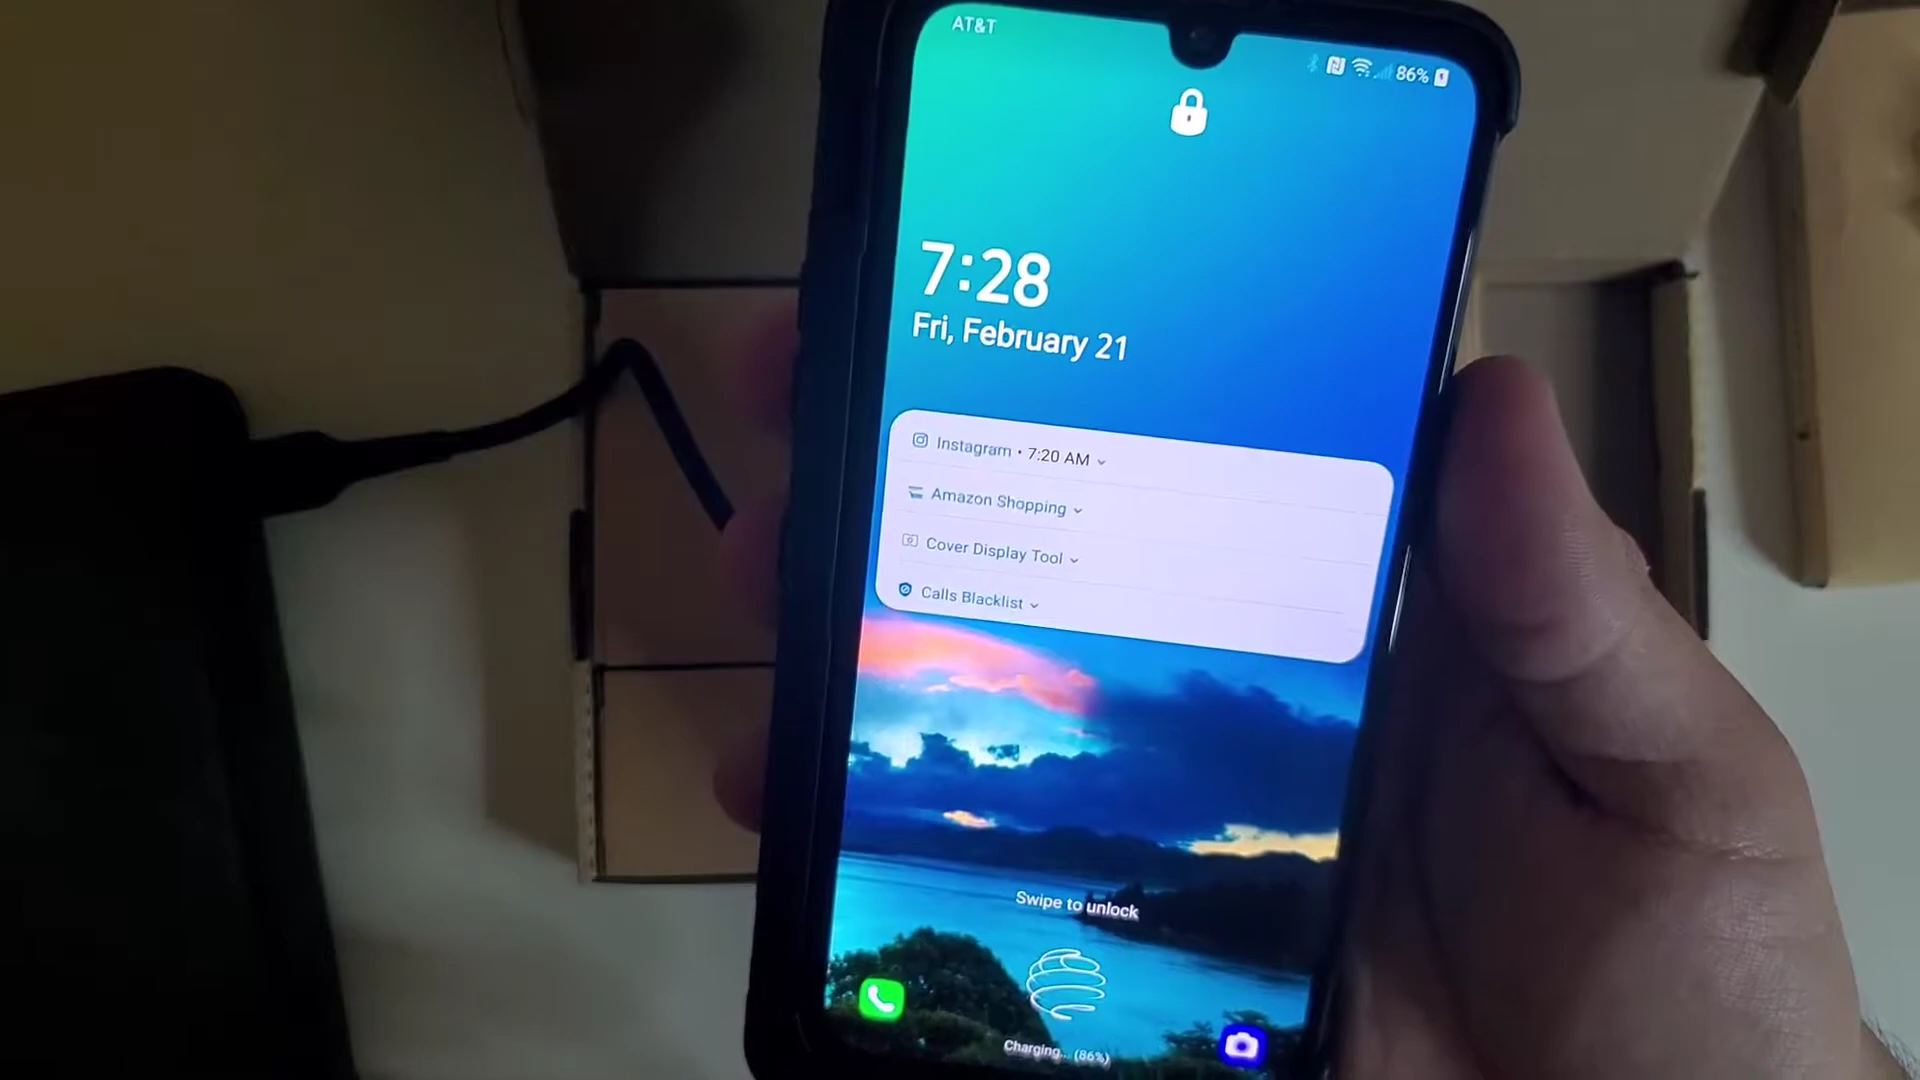 AT&T
86%
7:28
Fri, February 21
Instagram • 7:20 AM
Amazon Shopping
Cover Display Tool
Calls Blacklist
Swipe to unlock
Charging... (86%)